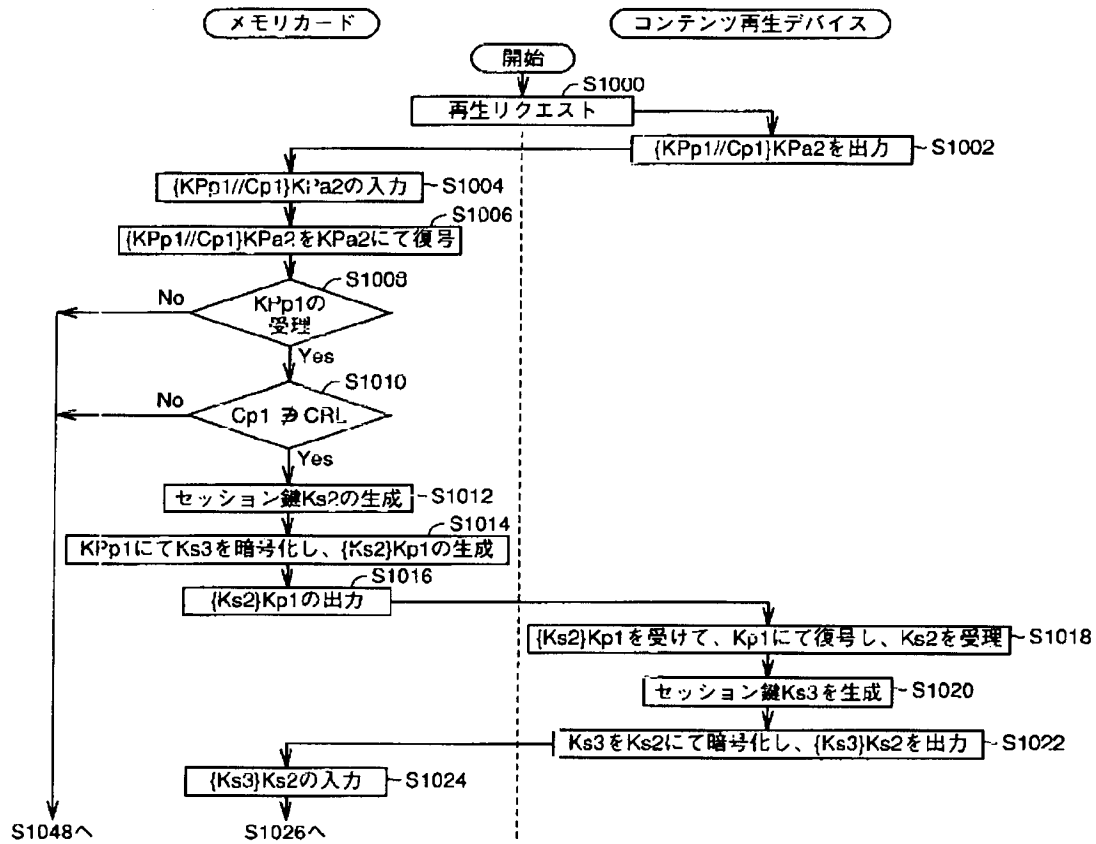 メモリカード
コンテンツ再生デバイス
開始
S1000
再生リクエスト
{KPp1//Cp1}KPa2を出力
S1002
{KPp1//Cp1}KPa2の入力
S1004
S1006
{KPp1//Cp1}KPa2をKPa2にて復号
S1008
No
KPp1の
受理
Yes
S1010
No
Cp1 ∌ CRL
Yes
セッション鍵Ks2の生成
S1012
S1014
KPp1にてKs3を暗号化し、{Ks2}Kp1の生成
S1016
{Ks2}Kp1の出力
{Ks2}Kp1を受けて、Kp1にて復号し、Ks2を受理
S1018
セッション鍵Ks3を生成
S1020
Ks3をKs2にて暗号化し、{Ks3}Ks2を出力
S1022
{Ks3}Ks2の入力
S1024
S1048へ
S1026へ